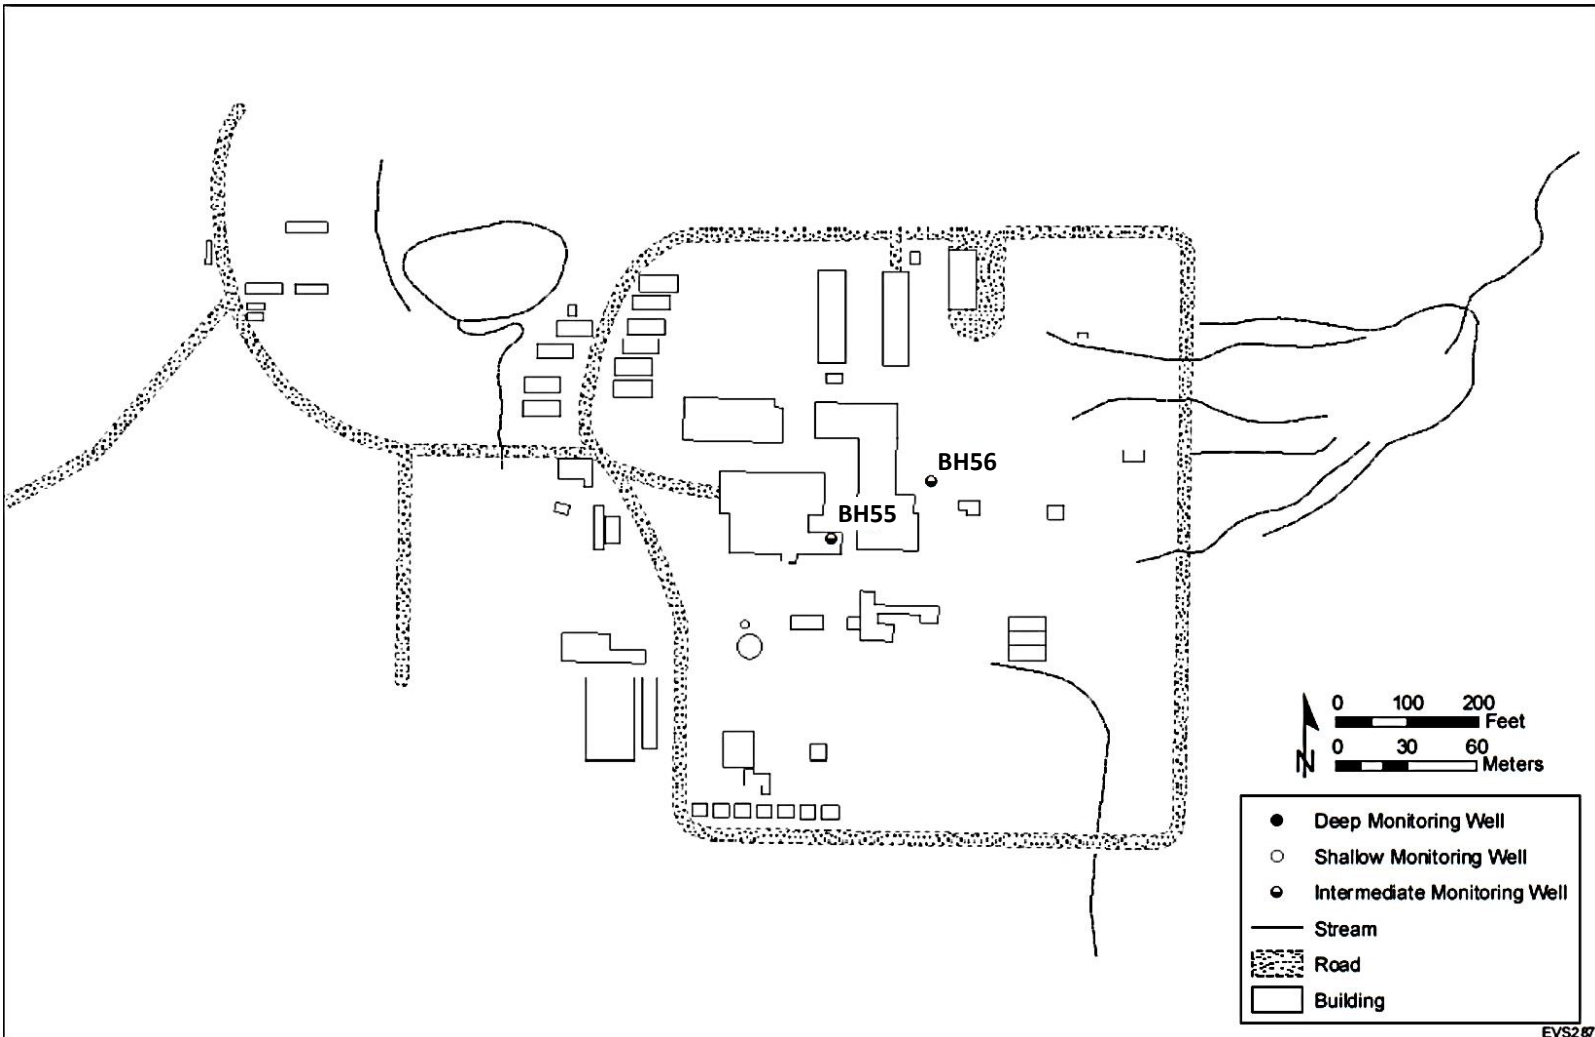 BH56
BH55
0 100 200
Feet
0 30 60
Meters
N
Deep Monitoring Well
Shallow Monitoring Well
Intermediate Monitoring Well
Stream
Road
Building
EVS287